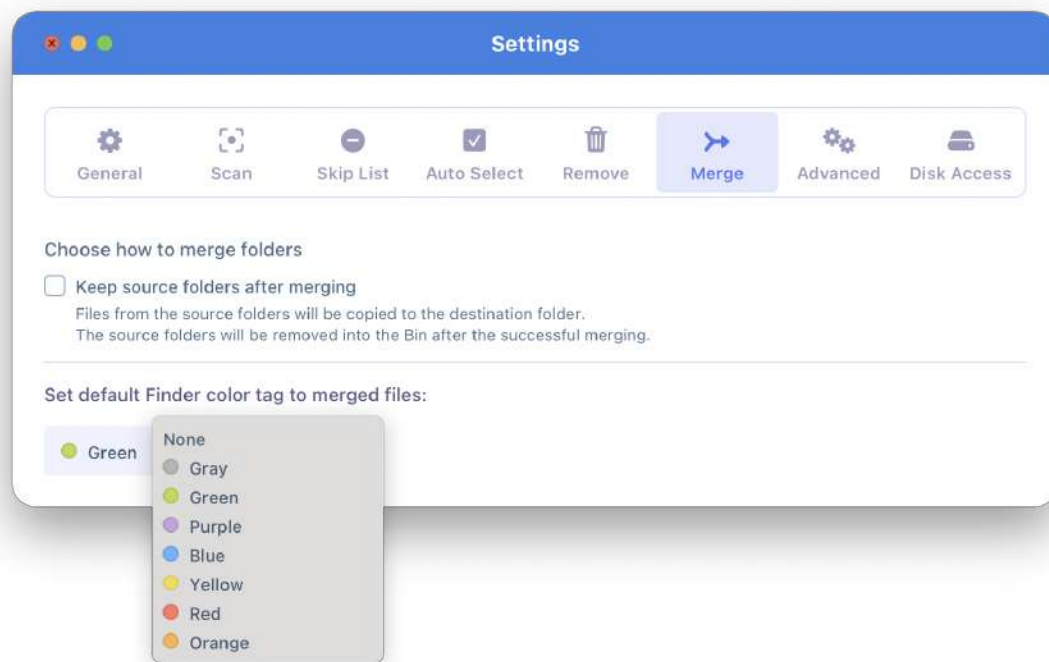 Settings
General
Scan
Skip List
Auto Select
Remove
Merge
Advanced
Disk Access
Choose how to merge folders
Keep source folders after merging
Files from the source folders will be copied to the destination folder.
The source folders will be removed into the Bin after the successful merging.
Set default Finder color tag to merged files:
Green
None
Gray
Green
Purple
Blue
Yellow
Red
Orange